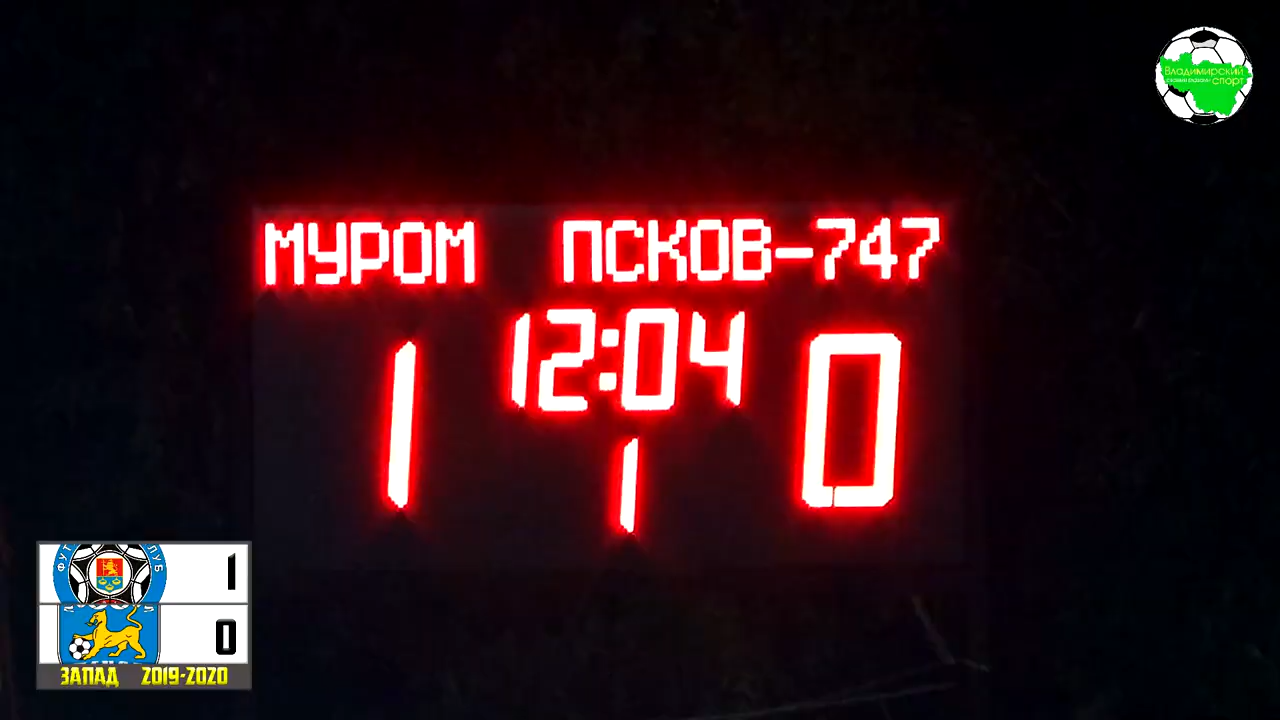 Владимирский
спорт
МУРОМ ПСКОВ-747
1 12:04 0
1
1
0
ЗАПАД 2019-2020